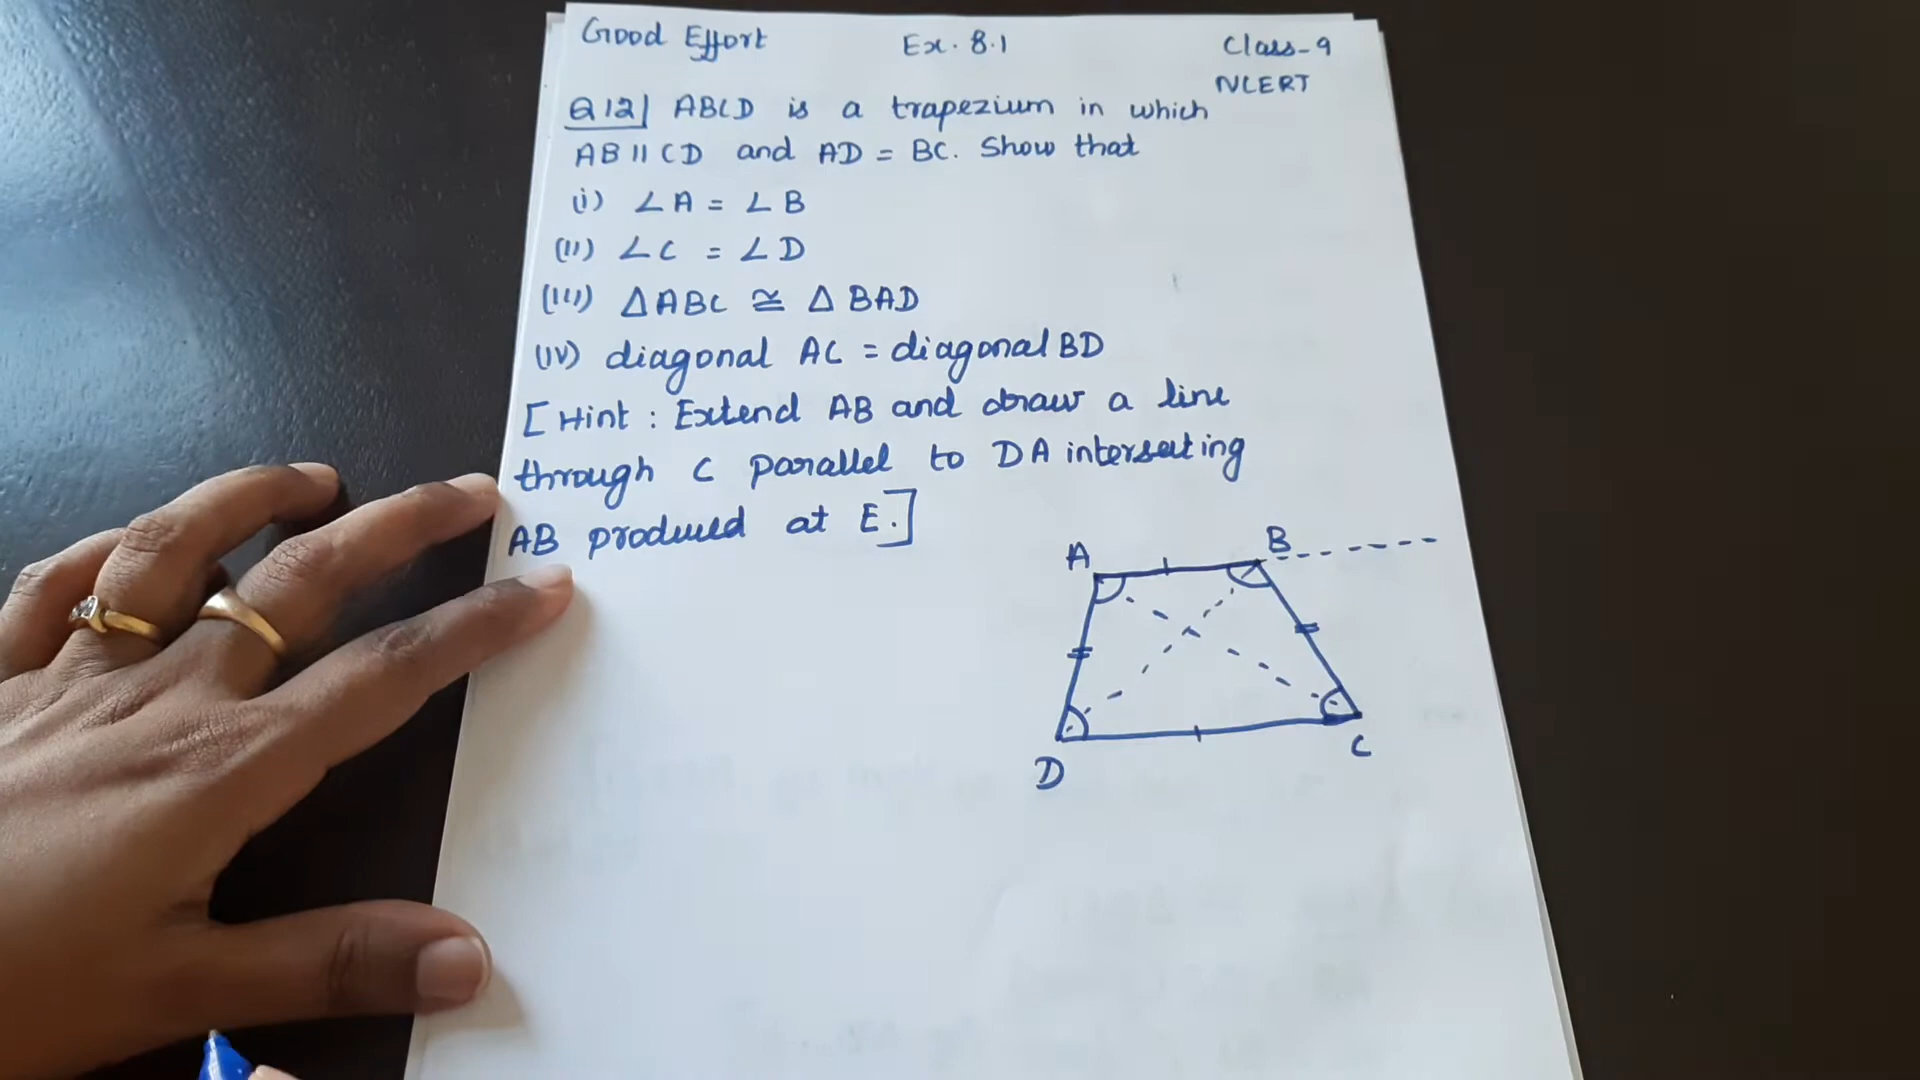 Good Effort Ex. 8.1 Class-9
NCERT
Q12| ABCD is a trapezium in which
AB || CD and AD = BC. Show that
(i) ∠A = ∠B
(ii) ∠C = ∠D
(iii) △ABC ≅ △BAD
(iv) diagonal AC = diagonal BD
[Hint : Extend AB and draw a line
through C parallel to DA intersecting
AB produced at E.]
A B
D C